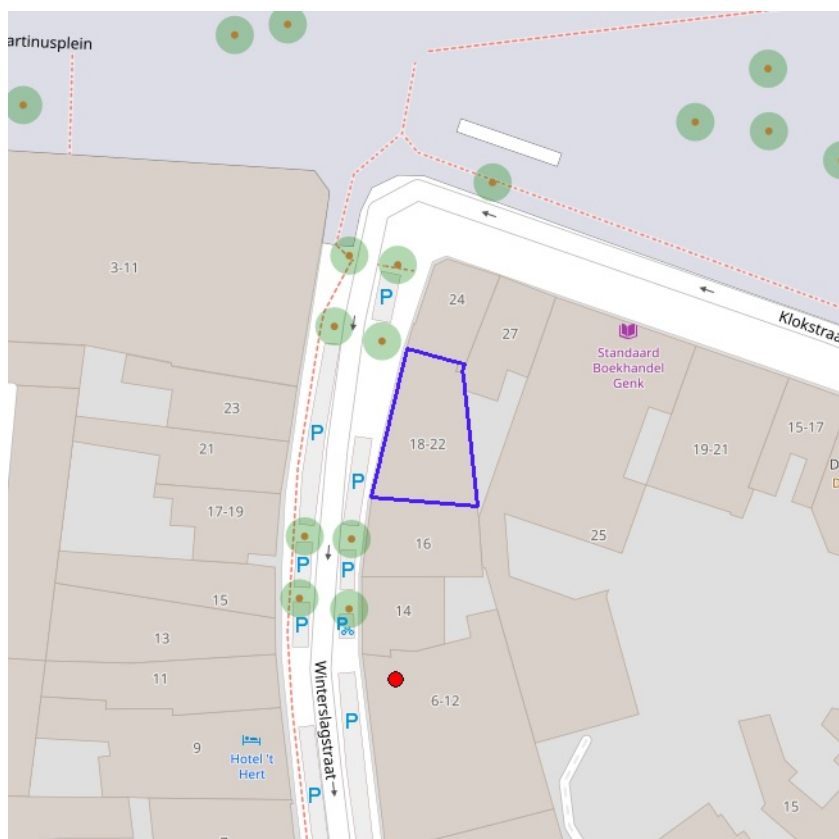 artinusplein
3-11
24
P
27
Klokstraa
Standaard
Boekhandel
Genk
23
P
18-22
19-21
15-17
21
P
D
D
17-19
16
25
P
P
15
14
P
P
13
11
6-12
P
9
Hotel 't
Hert
Winterslagstraat
P
15